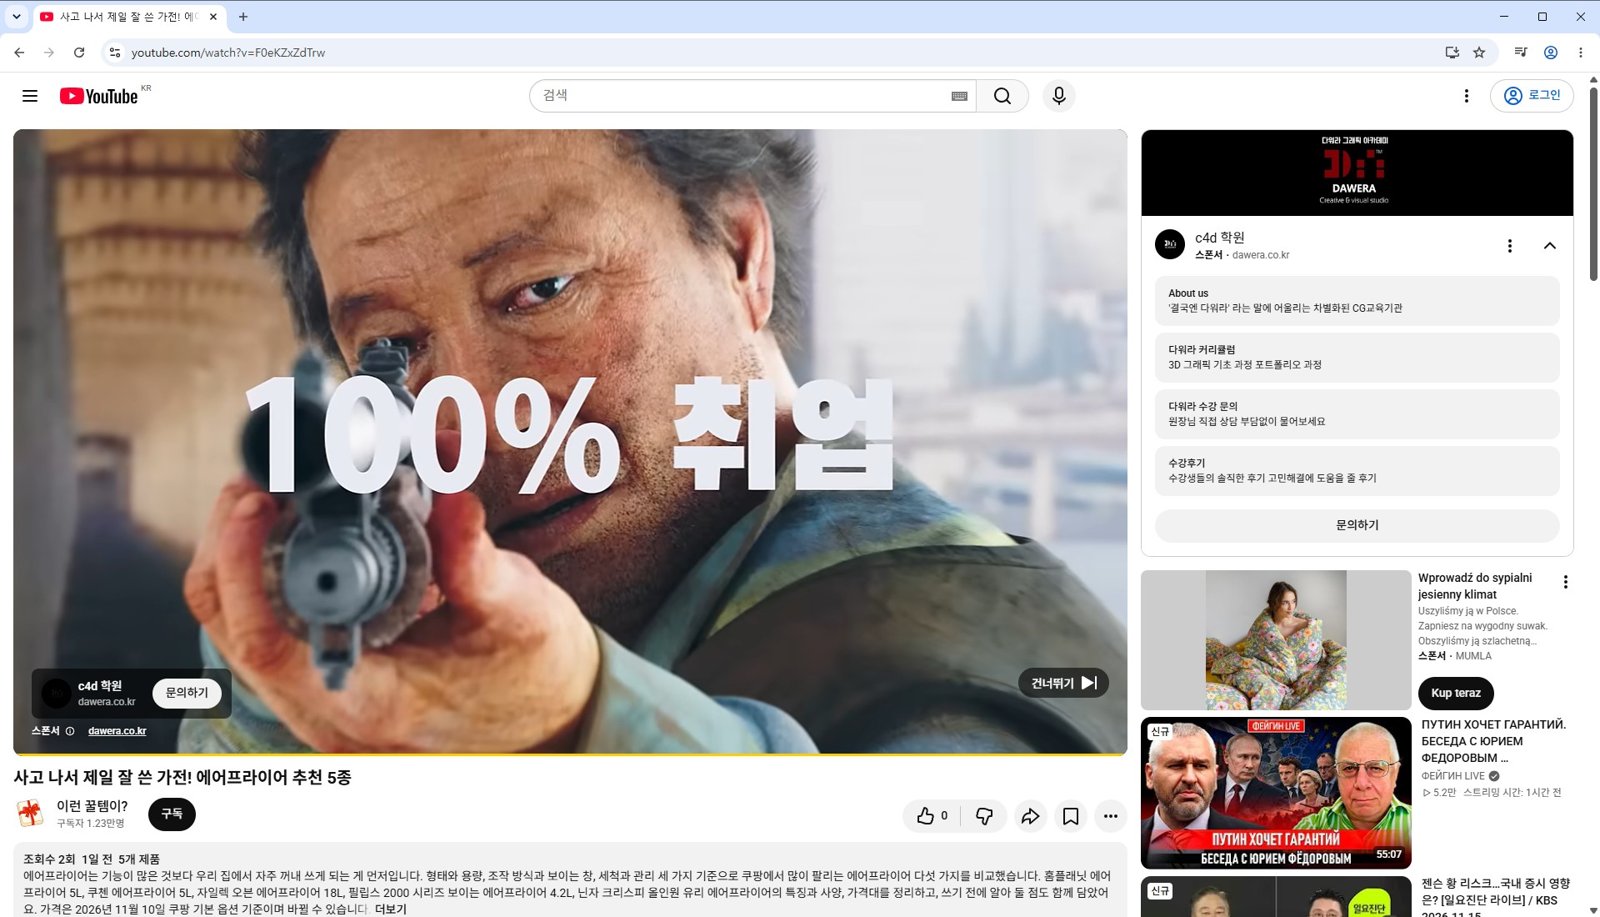 사고 나서 제일 잘 쓴 가전! 에어
youtube.com/watch?v=F0eKZxZdTrw
YouTube KR
검색
로그인
100% 취업
c4d 학원
dawera.co.kr
문의하기
스폰서
dawera.co.kr
건너뛰기
사고 나서 제일 잘 쓴 가전! 에어프라이어 추천 5종
이런 꿀템이?
구독자 1.23만명
구독
0
조회수 2회 1일 전 5개 제품
에어프라이어는 기능이 많은 것보다 우리 집에서 자주 꺼내 쓰게 되는 게 먼저입니다. 형태와 용량, 조작 방식과 보이는 창, 세척과 관리 세 가지 기준으로 쿠팡에서 많이 팔리는 에어프라이어 다섯 가지를 비교했습니다. 홈플래닛 에어
프라이어 5L, 쿠첸 에어프라이어 5L, 자일렉 오븐 에어프라이어 18L, 필립스 2000 시리즈 보이는 에어프라이어 4.2L, 닌자 크리스피 올인원 유리 에어프라이어의 특징과 사양, 가격대를 정리하고, 쓰기 전에 알아 둘 점도 함께 담았어
요. 가격은 2026년 11월 10일 쿠팡 기본 옵션 기준이며 바뀔 수 있습니다. 더보기
다워라 그래픽 아카데미
TM
DAWERA
Creative & visual studio
c4d 학원
스폰서 · dawera.co.kr
About us
'결국엔 다워라' 라는 말에 어울리는 차별화된 CG교육기관
다워라 커리큘럼
3D 그래픽 기초 과정 포트폴리오 과정
다워라 수강 문의
원장님 직접 상담 부담없이 물어보세요
수강후기
수강생들의 솔직한 후기 고민해결에 도움을 줄 후기
문의하기
Wprowadź do sypialni
jesienny klimat
Uszyliśmy ją w Polsce.
Zapniesz na wygodny suwak.
Obszyliśmy ją szlachetną...
스폰서 · MUMLA
Kup teraz
신규
ФЕЙГИН LIVE
ПУТИН ХОЧЕТ ГАРАНТИЙ
БЕСЕДА С ЮРИЕМ ФЁДОРОВЫМ
55:07
ПУТИН ХОЧЕТ ГАРАНТИЙ.
БЕСЕДА С ЮРИЕМ
ФЕДОРОВЫМ ...
ФЕЙГИН LIVE
5.2만 스트리밍 시간: 1시간 전
신규
일요진단
젠슨 황 리스크...국내 증시 영향
은? [일요진단 라이브] / KBS
2026.11.15